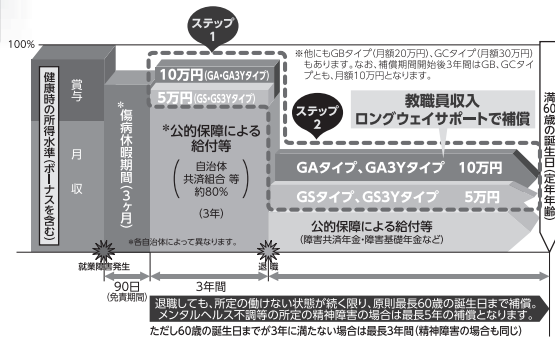 ステップ
1
100%
10万円(GA・GA3Yタイプ)
5万円(GS・GS3Yタイプ)
※他にもGBタイプ(月額20万円)、GCタイプ(月額30万円)
もあります。なお、補償期間開始後3年間はGB、GCタイ
プとも、月額10万円となります。
健康時の所得水準(ボーナスを含む)
賞与
月収
*傷病休暇期間(3ヶ月)
*公的保障による
給付等
自治体
共済組合 等
約80%
(3年)
*各自治体によって異なります。
ステップ
2
教職員収入
ロングウェイサポートで補償
GAタイプ、GA3Yタイプ 10万円
GSタイプ、GS3Yタイプ 5万円
公的保障による給付等
(障害共済年金・障害基礎年金など)
満60歳の誕生日(定年年齢)
就業障害発生
退職
90日
(免責期間)
3年間
退職しても、所定の働けない状態が続く限り、原則最長60歳の誕生日まで補償。
メンタルヘルス不調等の所定の精神障害の場合は最長5年の補償となります。
ただし60歳の誕生日までが3年に満たない場合は最長3年間(精神障害の場合も同じ)